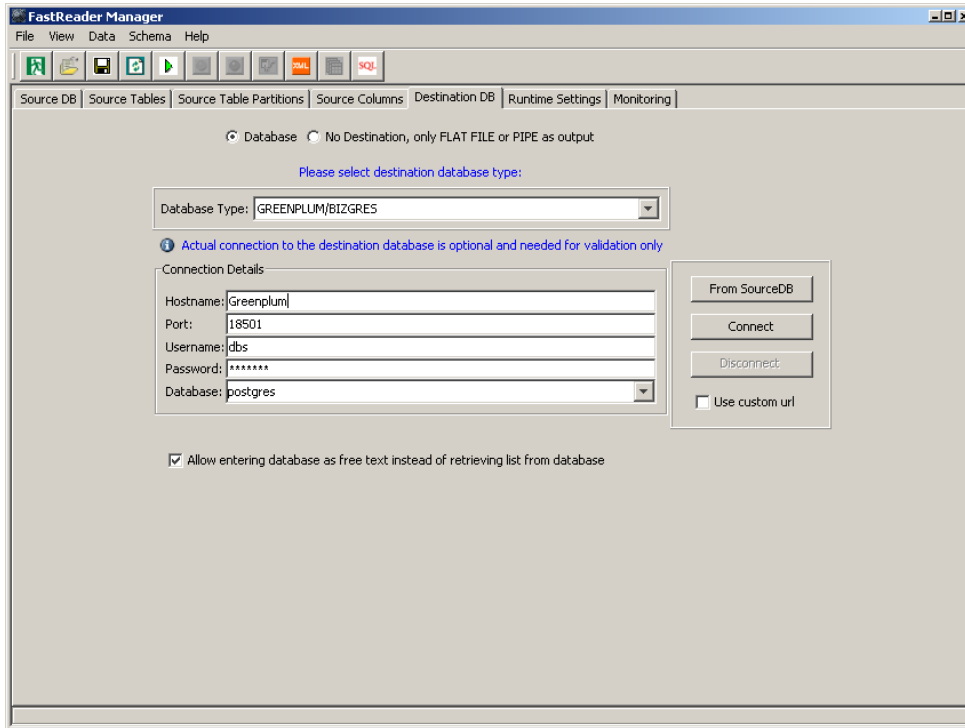 FastReader Manager
File View Data Schema Help
XML SQL
Source DB Source Tables Source Table Partitions Source Columns Destination DB Runtime Settings Monitoring
Database No Destination, only FLAT FILE or PIPE as output
Please select destination database type:
Database Type: GREENPLUM/BIZGRES
Actual connection to the destination database is optional and needed for validation only
Connection Details
Hostname: Greenplum
Port: 18501
Username: dbs
Password: *******
Database: postgres
From SourceDB
Connect
Disconnect
Use custom url
Allow entering database as free text instead of retrieving list from database